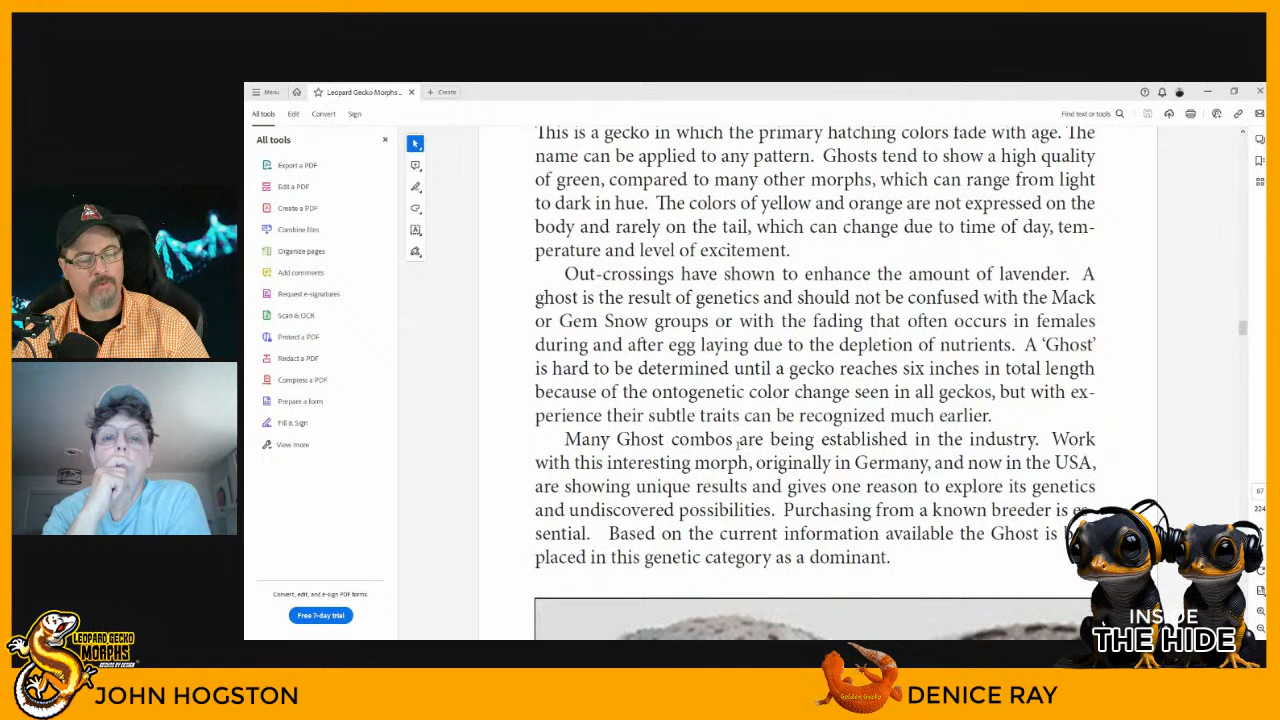 Menu
Leopard Gecko Morphs...
Create
All tools
Edit
Convert
Sign
Find text or tools
All tools
Export a PDF
Edit a PDF
Create a PDF
Combine files
Organize pages
Add comments
Request e-signatures
Scan & OCR
Protect a PDF
Redact a PDF
Compress a PDF
Prepare a form
Fill & Sign
View more
Convert, edit, and e-sign PDF forms
Free 7-day trial
This is a gecko in which the primary hatching colors fade with age. The
name can be applied to any pattern. Ghosts tend to show a high quality
of green, compared to many other morphs, which can range from light
to dark in hue. The colors of yellow and orange are not expressed on the
body and rarely on the tail, which can change due to time of day, tem-
perature and level of excitement.
Out-crossings have shown to enhance the amount of lavender. A
ghost is the result of genetics and should not be confused with the Mack
or Gem Snow groups or with the fading that often occurs in females
during and after egg laying due to the depletion of nutrients. A ‘Ghost’
is hard to be determined until a gecko reaches six inches in total length
because of the ontogenetic color change seen in all geckos, but with ex-
perience their subtle traits can be recognized much earlier.
Many Ghost combos are being established in the industry. Work
with this interesting morph, originally in Germany, and now in the USA,
are showing unique results and gives one reason to explore its genetics
and undiscovered possibilities. Purchasing from a known breeder is
sential. Based on the current information available the Ghost is
placed in this genetic category as a dominant.
87
224
INSIDE
THE HIDE
LEOPARD GECKO
MORPHS
GECKOS BY DESIGN
JOHN HOGSTON
Golden Gecko
DENICE RAY